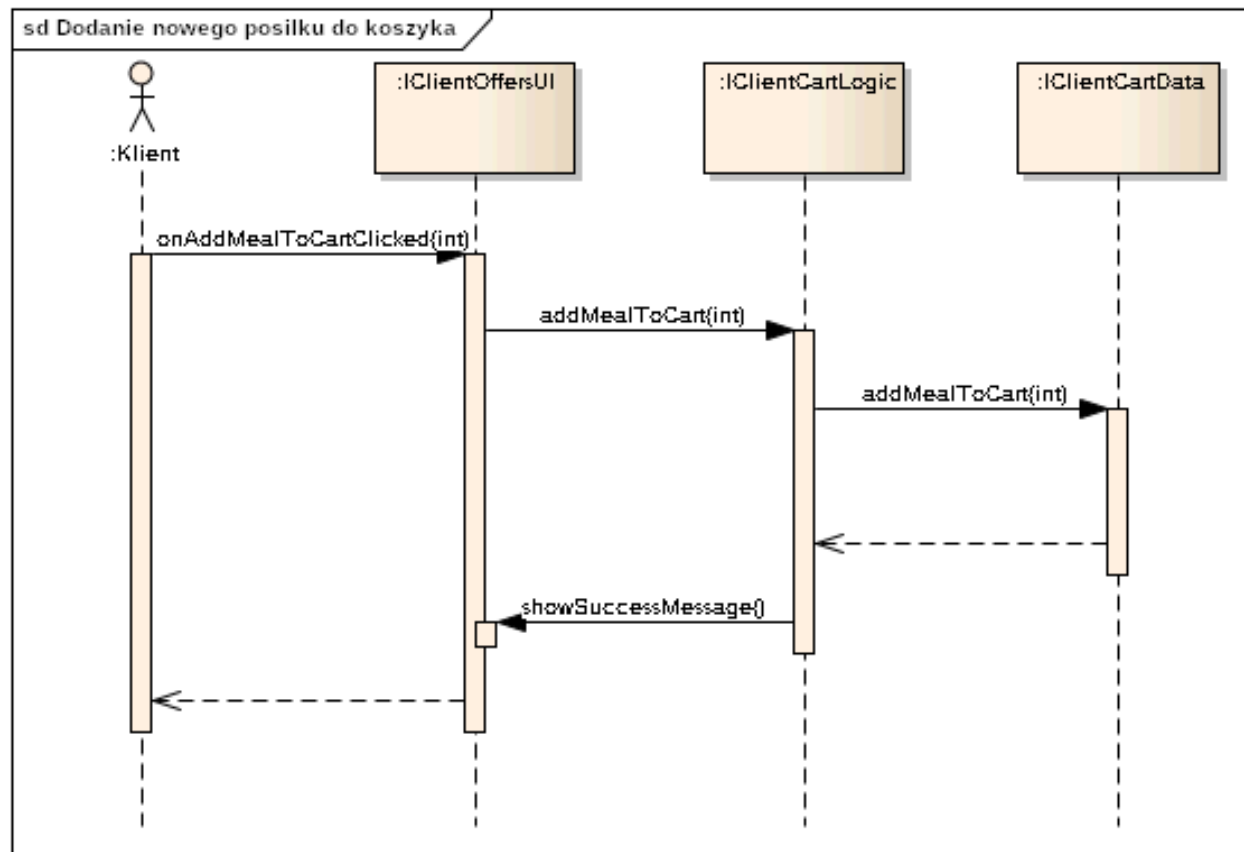 sd Dodanie nowego posilku do koszyka
:Klient
:IClientOffersUI
:IClientCartLogic
:IClientCartData
onAddMealToCartClicked(int)
addMealToCart(int)
addMealToCart(int)
showSuccessMessage()